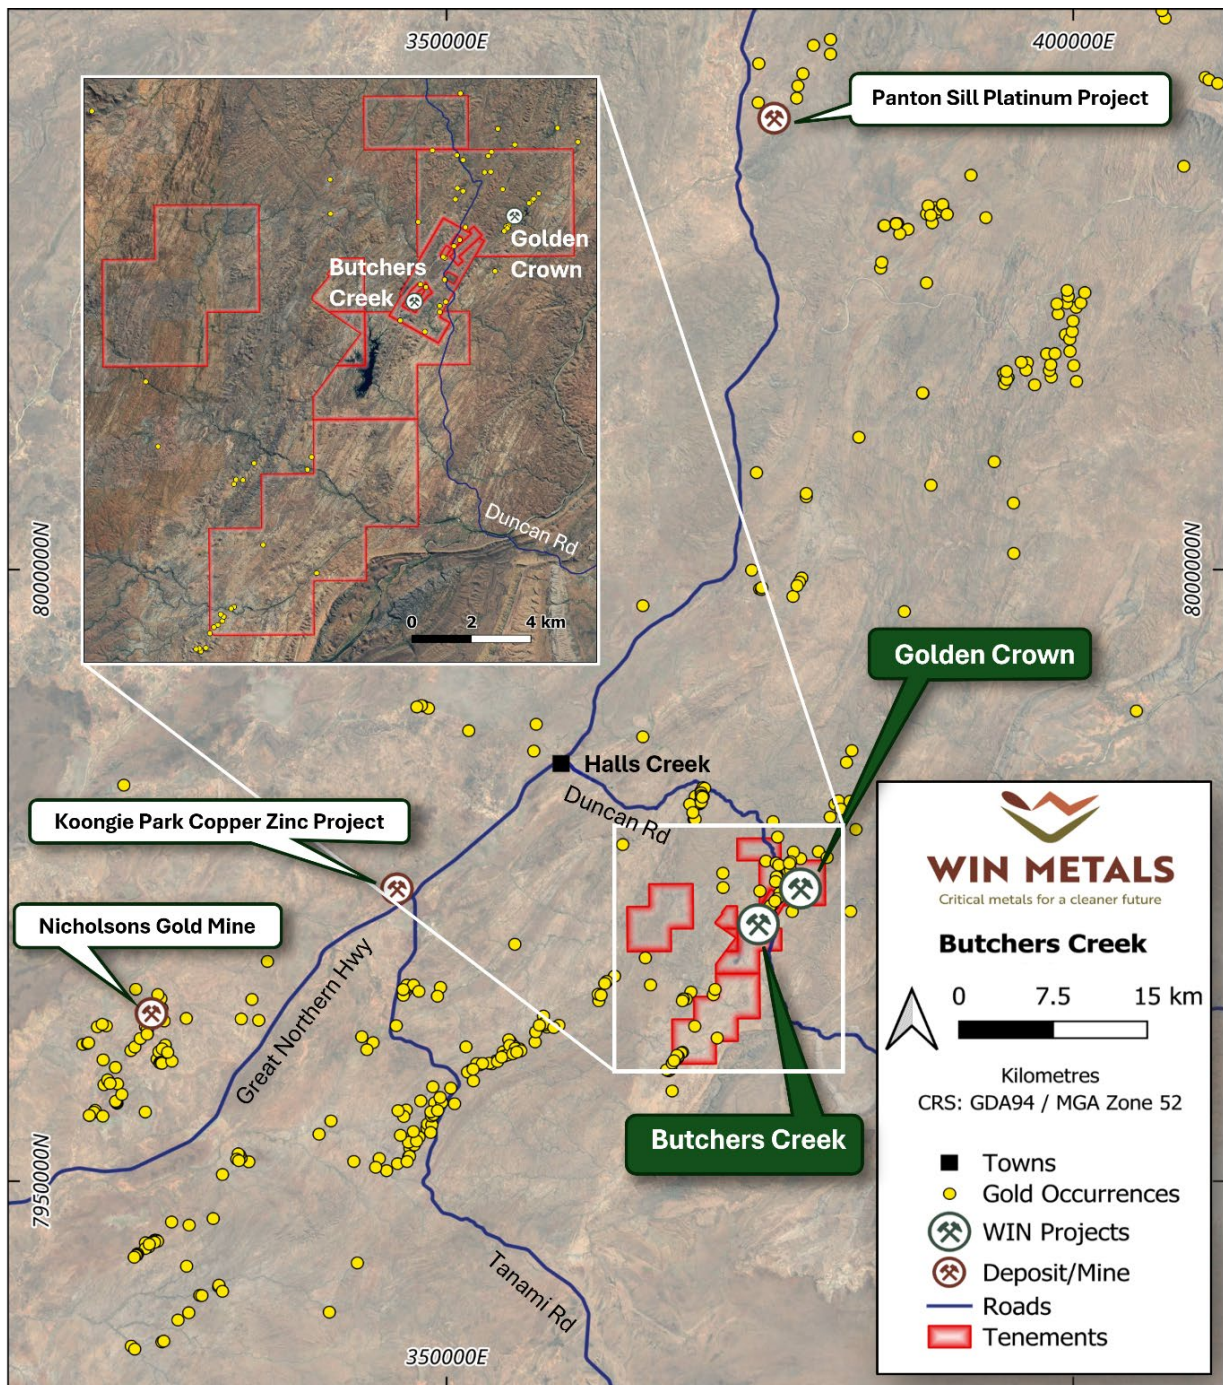 350000E
400000E
Panton Sill Platinum Project
Golden
Crown
Butchers
Creek
Duncan Rd
0 2 4 km
8000000N
8000000N
Golden Crown
Halls Creek
Duncan Rd
Koongie Park Copper Zinc Project
Nicholsons Gold Mine
Great Northern Hwy
Butchers Creek
7950000N
Tanami Rd
350000E
WIN METALS
Critical metals for a cleaner future
Butchers Creek
0 7.5 15 km
Kilometres
CRS: GDA94 / MGA Zone 52
Towns
Gold Occurrences
WIN Projects
Deposit/Mine
Roads
Tenements